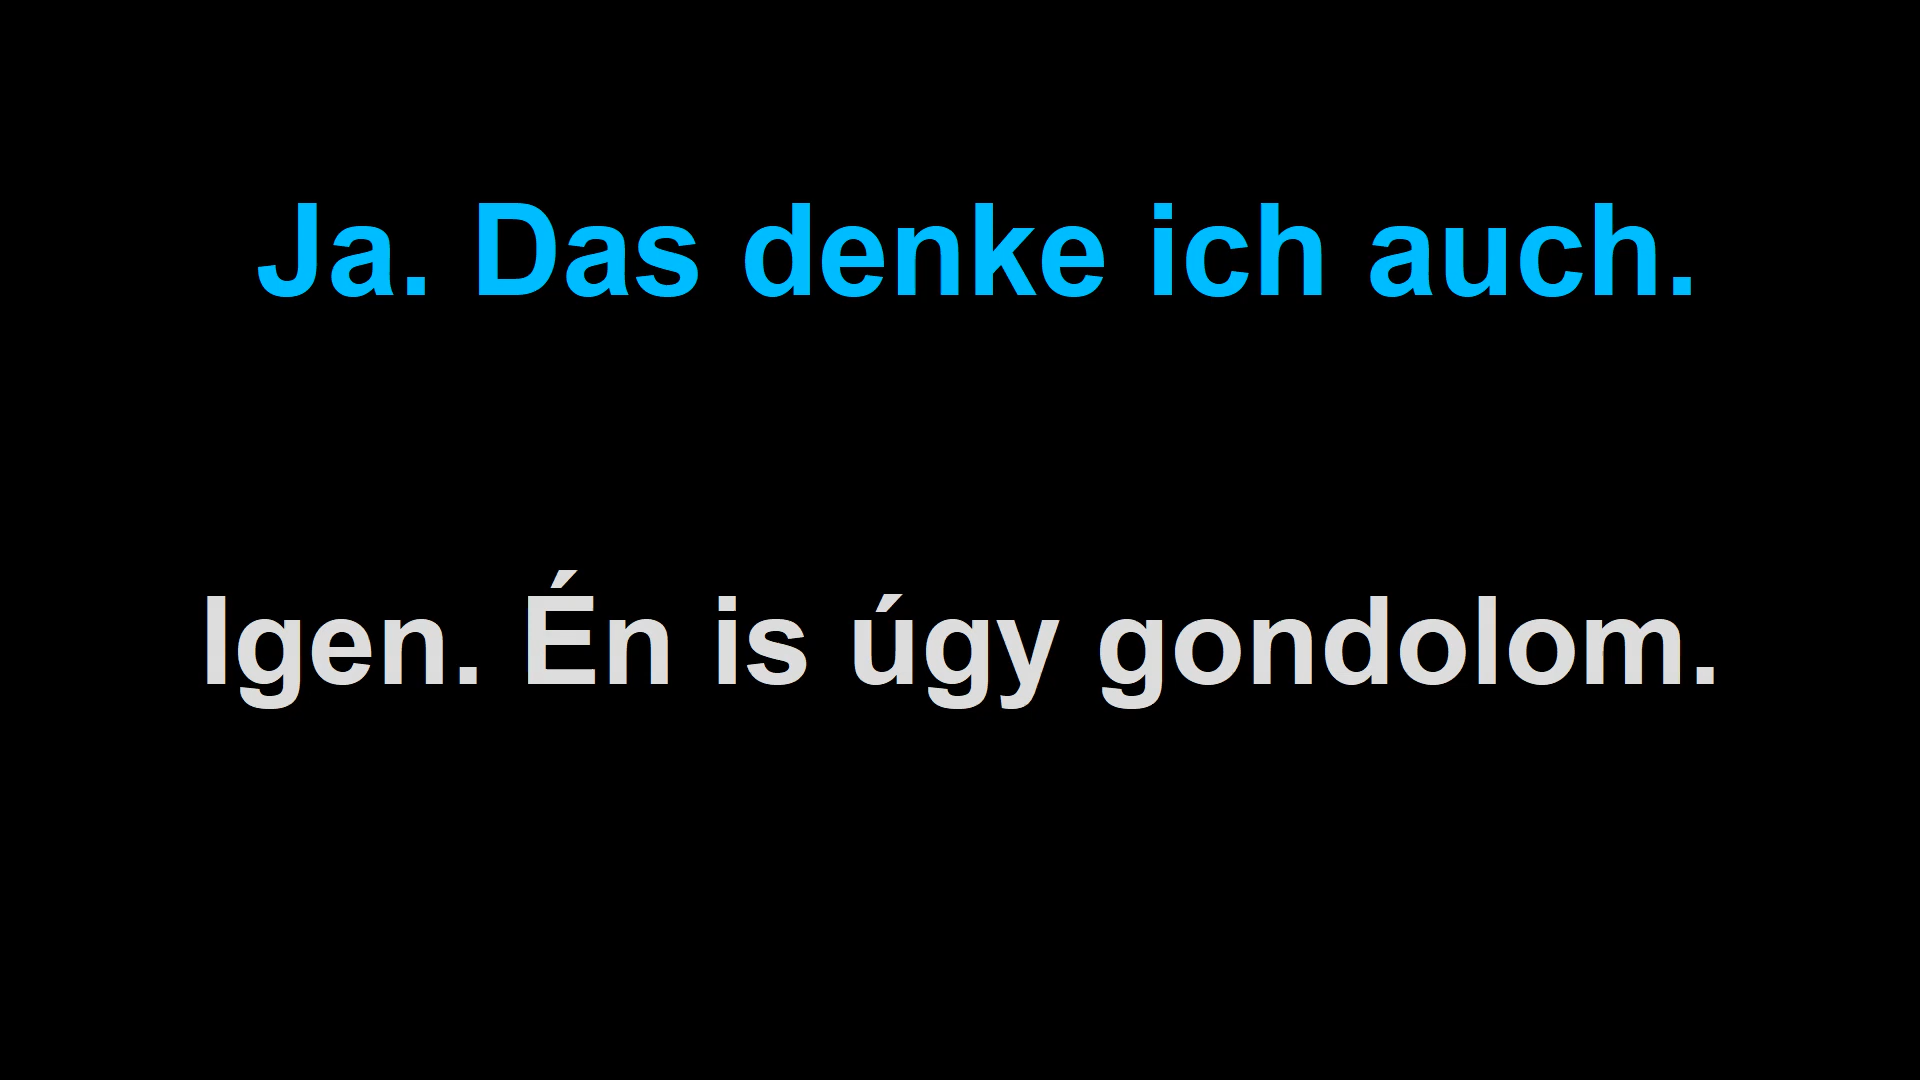 Ja. Das denke ich auch.
Igen. Én is úgy gondolom.